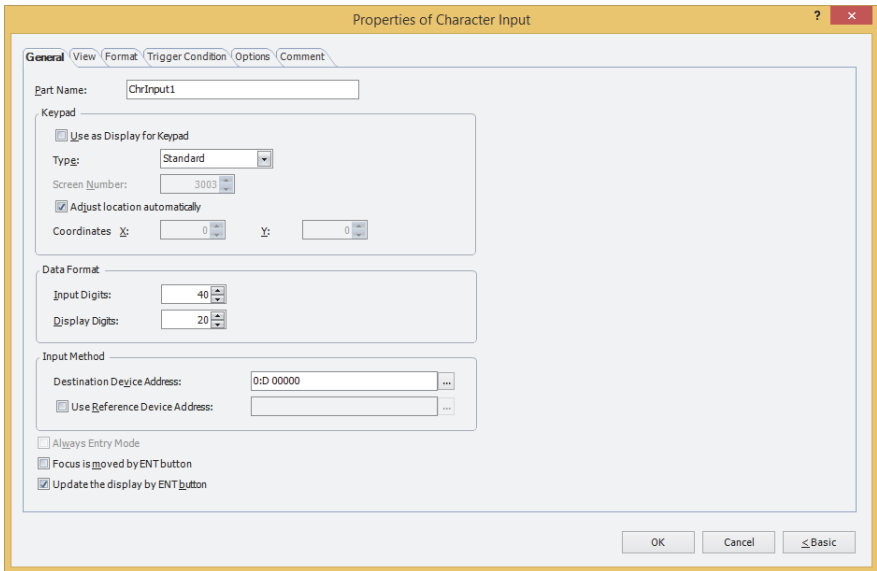 Properties of Character Input
? ×
General View Format Trigger Condition Options Comment
Part Name: ChrInput1
Keypad
Use as Display for Keypad
Type: Standard
Screen Number: 3003
Adjust location automatically
Coordinates X: 0 Y: 0
Data Format
Input Digits: 40
Display Digits: 20
Input Method
Destination Device Address: 0:D 00000 ...
Use Reference Device Address: ...
Always Entry Mode
Focus is moved by ENT button
Update the display by ENT button
OK Cancel < Basic